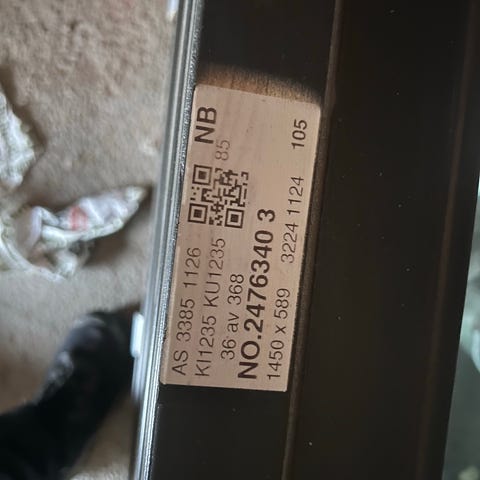 AS 3385 1126 NB
KI1235 KU1235 85
36 av 368
NO.2476340 3
1450 x 589 3224 1124 105